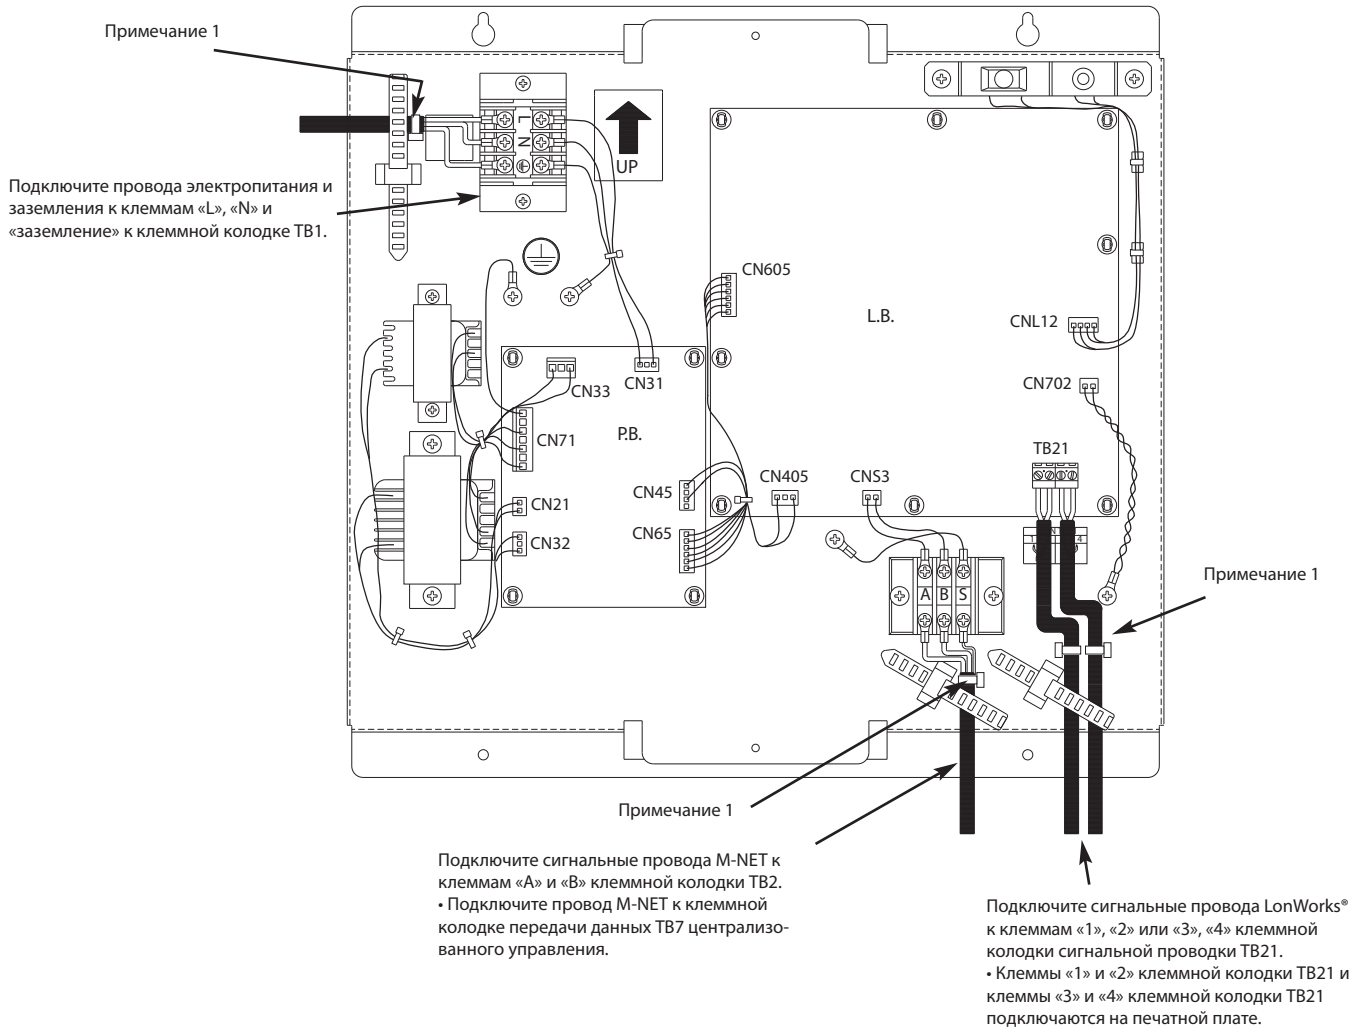 Примечание 1
L
N
UP
Подключите провода электропитания и
заземления к клеммам «L», «N» и
«заземление» к клеммной колодке TB1.
CN605
L.B.
CNL12
CN31
CN33
CN702
CN71
P.B.
TB21
CN45
CN405
CNS3
CN21
CN65
CN32
1
N
4
A B S
Примечание 1
Примечание 1
Подключите сигнальные провода M-NET к
клеммам «A» и «B» клеммной колодки TB2.
• Подключите провод M-NET к клеммной
колодке передачи данных TB7 централизо-
ванного управления.
Подключите сигнальные провода LonWorks®
к клеммам «1», «2» или «3», «4» клеммной
колодки сигнальной проводки TB21.
• Клеммы «1» и «2» клеммной колодки TB21 и
клеммы «3» и «4» клеммной колодки TB21
подключаются на печатной плате.